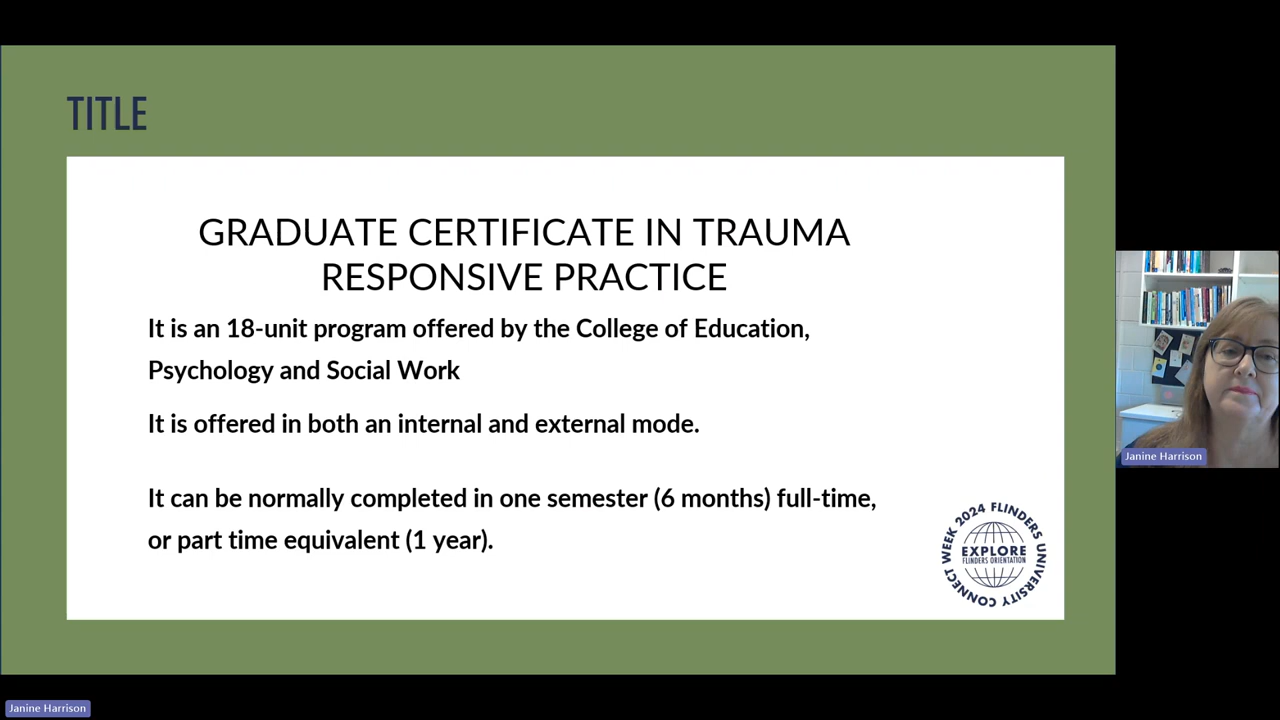 TITLE
GRADUATE CERTIFICATE IN TRAUMA
RESPONSIVE PRACTICE
It is an 18-unit program offered by the College of Education,
Psychology and Social Work
It is offered in both an internal and external mode.
It can be normally completed in one semester (6 months) full-time,
or part time equivalent (1 year).
CONNECT WEEK 2024 FLINDERS UNIVERSITY
EXPLORE
FLINDERS ORIENTATION
Janine Harrison
Janine Harrison